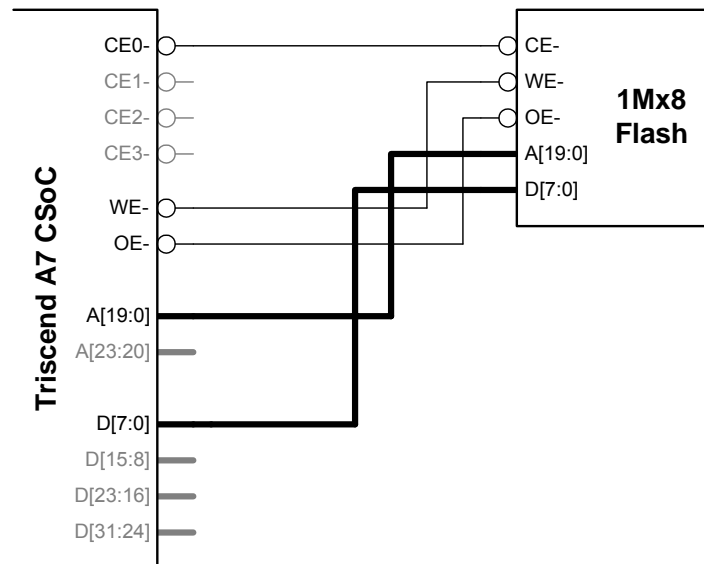 Triscend A7 CSoC
CE0-
CE1-
CE2-
CE3-
WE-
OE-
A[19:0]
A[23:20]
D[7:0]
D[15:8]
D[23:16]
D[31:24]
CE-
WE-
OE-
A[19:0]
D[7:0]
1Mx8
Flash